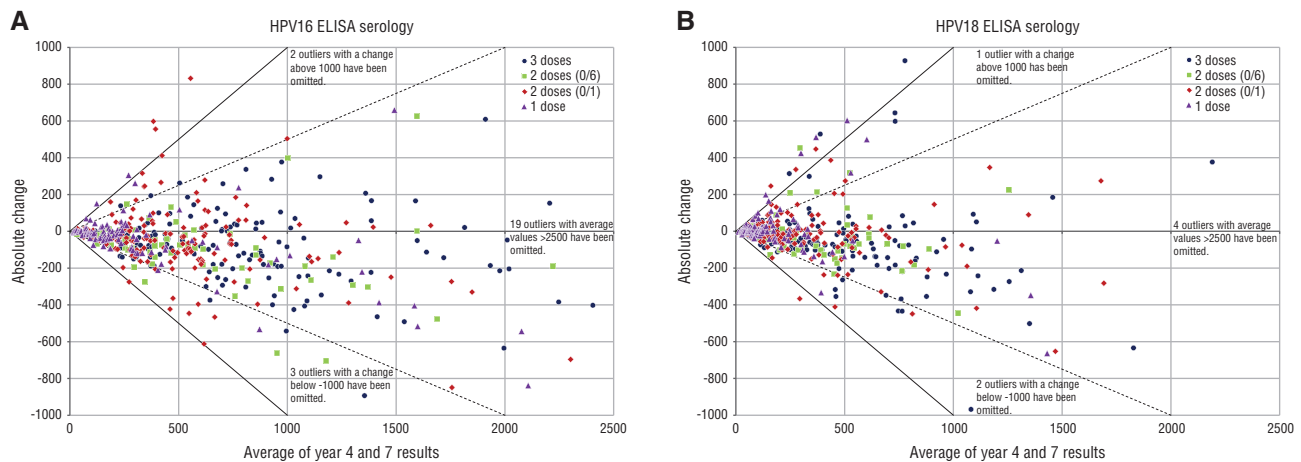 A
HPV16 ELISA serology
Absolute change
1000
800
600
400
200
0
-200
-400
-600
-800
-1000
2 outliers with a change
above 1000 have been
omitted.
3 doses
2 doses (0/6)
2 doses (0/1)
1 dose
19 outliers with average
values >2500 have been
omitted.
3 outliers with a change
below -1000 have been
omitted.
0
500
1000
1500
2000
2500
Average of year 4 and 7 results
B
HPV18 ELISA serology
Absolute change
1000
800
600
400
200
0
-200
-400
-600
-800
-1000
1 outlier with a change
above 1000 has been
omitted.
3 doses
2 doses (0/6)
2 doses (0/1)
1 dose
4 outliers with average
values >2500 have been
omitted.
2 outliers with a change
below -1000 have been
omitted.
0
500
1000
1500
2000
2500
Average of year 4 and 7 results